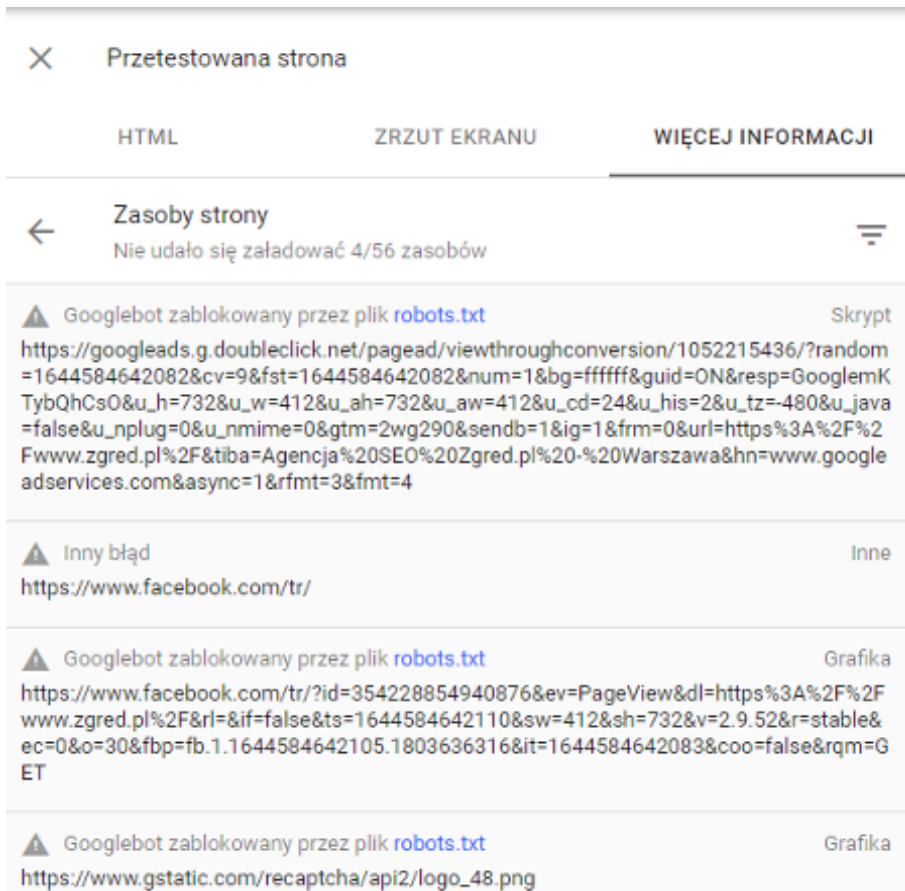 Przetestowana strona
HTML ZRZUT EKRANU WIĘCEJ INFORMACJI
Zasoby strony
Nie udało się załadować 4/56 zasobów
Googlebot zablokowany przez plik robots.txt Skrypt
https://googleads.g.doubleclick.net/pagead/viewthroughconversion/1052215436/?random
=1644584642082&cv=9&fst=1644584642082&num=1&bg=ffffff&guid=ON&resp=GooglemK
TybQhCsO&u_h=732&u_w=412&u_ah=732&u_aw=412&u_cd=24&u_his=2&u_tz=-480&u_java
=false&u_nplug=0&u_nmime=0&gtm=2wg290&sendb=1&ig=1&frm=0&url=https%3A%2F%2
Fwww.zgred.pl%2F&tiba=Agencja%20SEO%20Zgred.pl%20-%20Warszawa&hn=www.google
adservices.com&async=1&rfmt=3&fmt=4
Inny błąd Inne
https://www.facebook.com/tr/
Googlebot zablokowany przez plik robots.txt Grafika
https://www.facebook.com/tr/?id=354228854940876&ev=PageView&dl=https%3A%2F%2F
www.zgred.pl%2F&rl=&if=false&ts=1644584642110&sw=412&sh=732&v=2.9.52&r=stable&
ec=0&o=30&fbp=fb.1.1644584642105.1803636316&it=1644584642083&coo=false&rqm=G
ET
Googlebot zablokowany przez plik robots.txt Grafika
https://www.gstatic.com/recaptcha/api2/logo_48.png